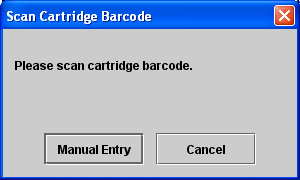 Scan Cartridge Barcode
Please scan cartridge barcode.
Manual Entry
Cancel